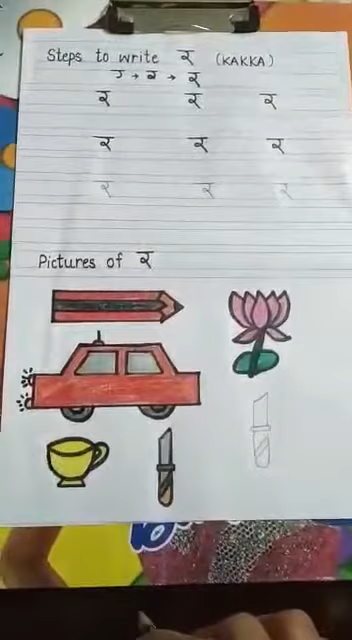 Steps to write ਕ (KAKKA)
→ → ਕ
ਕ ਕ ਕ
ਕ ਕ ਕ
ਕ ਕ ਕ
Pictures of ਕ